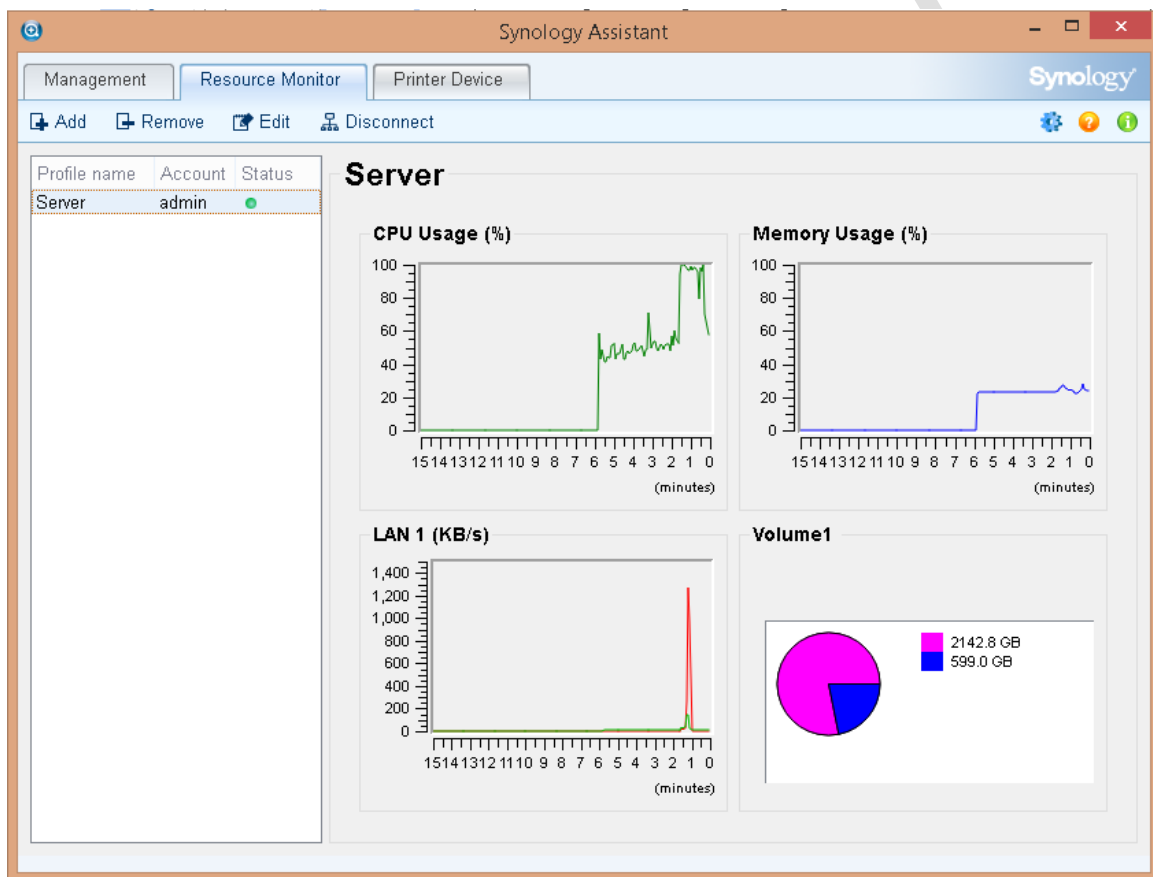 Synology Assistant
Management Resource Monitor Printer Device Synology
Add Remove Edit Disconnect
Profile name Account Status
Server admin
Server
CPU Usage (%)
100
80
60
40
20
0
15 14 13 12 11 10 9 8 7 6 5 4 3 2 1 0
(minutes)
Memory Usage (%)
100
80
60
40
20
0
15 14 13 12 11 10 9 8 7 6 5 4 3 2 1 0
(minutes)
LAN 1 (KB/s)
1,400
1,200
1,000
800
600
400
200
0
15 14 13 12 11 10 9 8 7 6 5 4 3 2 1 0
(minutes)
Volume1
2142.8 GB
599.0 GB